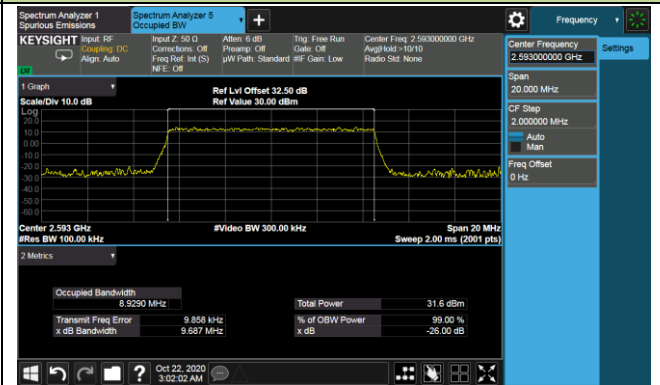 Spectrum Analyzer 1
Spurious Emissions
Spectrum Analyzer 5
Occupied BW
Frequency
KEYSIGHT
Input: RF
Coupling: DC
Align: Auto
Input Z: 50 Ω
Corrections: Off
Freq Ref: Int (S)
NFE: Off
Atten: 6 dB
Preamp: Off
µW Path: Standard
Trig: Free Run
Gate: Off
#IF Gain: Low
Center Freq: 2.593000000 GHz
Avg|Hold:>10/10
Radio Std: None
Center Frequency
2.593000000 GHz
Settings
Span
20.000 MHz
CF Step
2.000000 MHz
Auto
Man
Freq Offset
0 Hz
1 Graph
Scale/Div 10.0 dB
Ref Lvl Offset 32.50 dB
Ref Value 30.00 dBm
Log
20.0
10.0
0.00
-10.0
-20.0
-30.0
-40.0
-50.0
-60.0
Center 2.593 GHz
#Video BW 300.00 kHz
Span 20 MHz
#Res BW 100.00 kHz
Sweep 2.00 ms (2001 pts)
2 Metrics
Occupied Bandwidth
8.9290 MHz
Total Power
31.6 dBm
Transmit Freq Error
9.858 kHz
% of OBW Power
99.00 %
x dB Bandwidth
9.687 MHz
x dB
-26.00 dB
Oct 22, 2020
3:02:02 AM